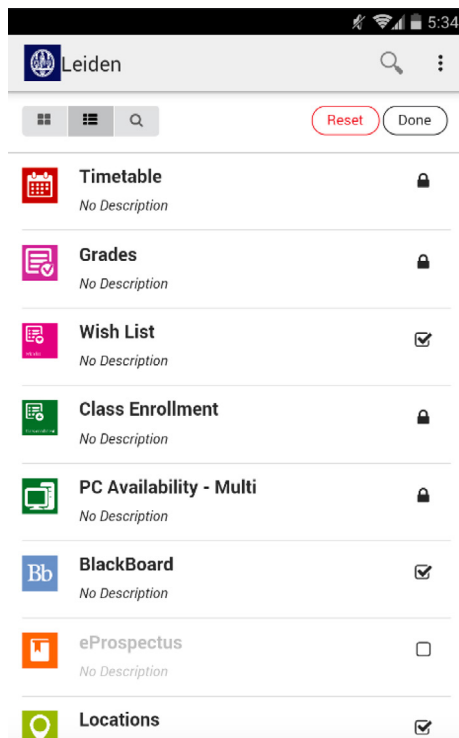 5:34
Leiden
Reset Done
Timetable
No Description
Grades
No Description
Wish List
No Description
Class Enrollment
No Description
PC Availability - Multi
No Description
Bb
BlackBoard
No Description
eProspectus
No Description
Locations